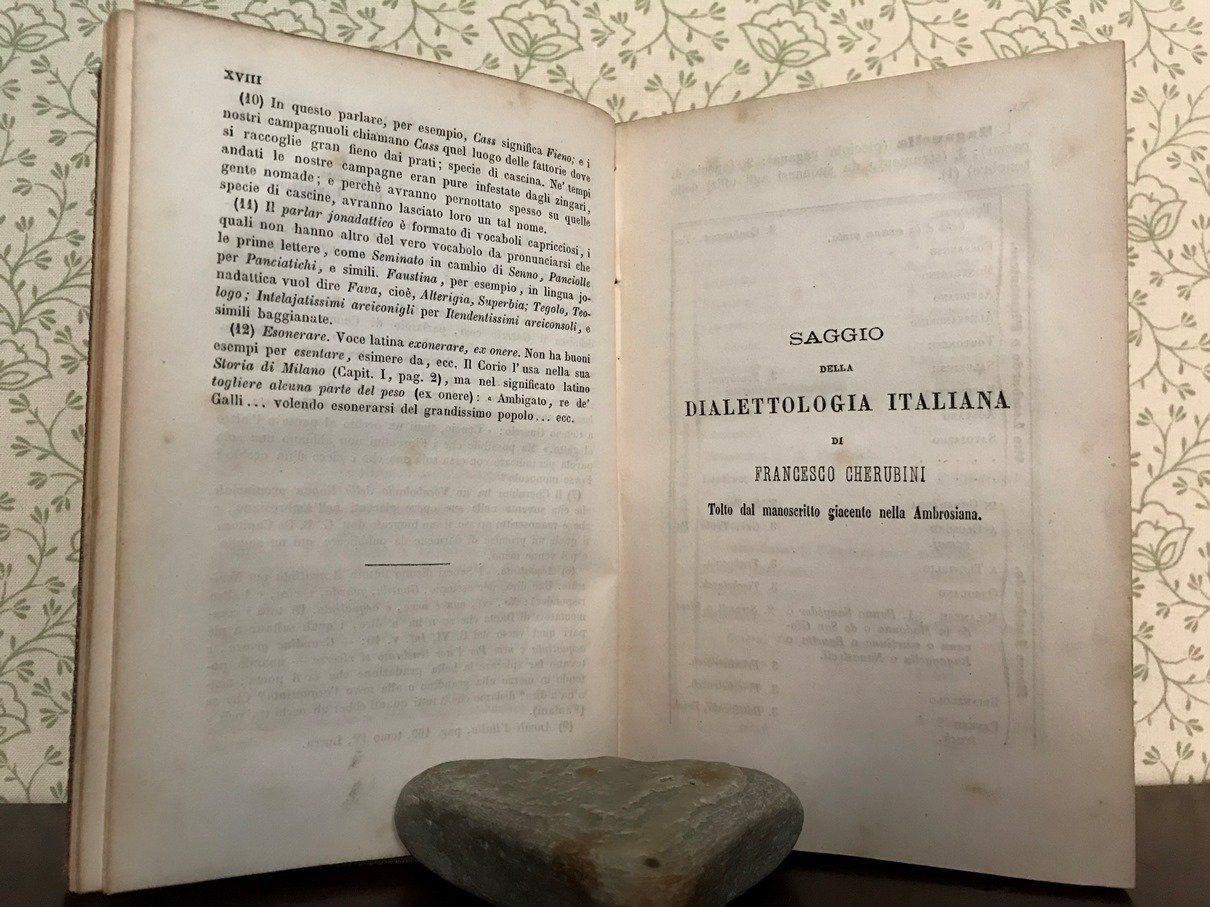 XVIII
(10) In questo parlare, per esempio, Cass significa Fieno; e i
nostri campagnuoli chiamano Cass quel luogo delle fattorie dove
si raccoglie gran fieno dai prati; specie di cascina. Ne' tempi
andati le nostre campagne eran pure infestate dagli zingari,
gente nomade; e perchè avranno pernottato spesso su quelle
specie di cascine, avranno lasciato loro un tal nome.
(11) Il parlar jonadattico è formato di vocaboli capricciosi, i
quali non hanno altro del vero vocabolo da pronunciarsi che
le prime lettere, come Seminato in cambio di Senno, Panciolle
per Panciatichi, e simili. Faustina, per esempio, in lingua jo-
nadattica vuol dire Fava, cioè, Alterigia, Superbia; Tegolo, Teo-
logo; Intelajatissimi arciconigli per Itendentissimi arciconsoli, e
simili baggianate.
(12) Esonerare. Voce latina exonerare, ex onere. Non ha buoni
esempi per esentare, esimere da, ecc. Il Corio l' usa nella sua
Storia di Milano (Capit. I, pag. 2), ma nel significato latino
togliere alcuna parte del peso (ex onere): « Ambigato, re de'
Galli... volendo esonerarsi del grandissimo popolo... ecc.
SAGGIO
DELLA
DIALETTOLOGIA ITALIANA
DI
FRANCESCO CHERUBINI
Tolto dal manoscritto giacente nella Ambrosiana.